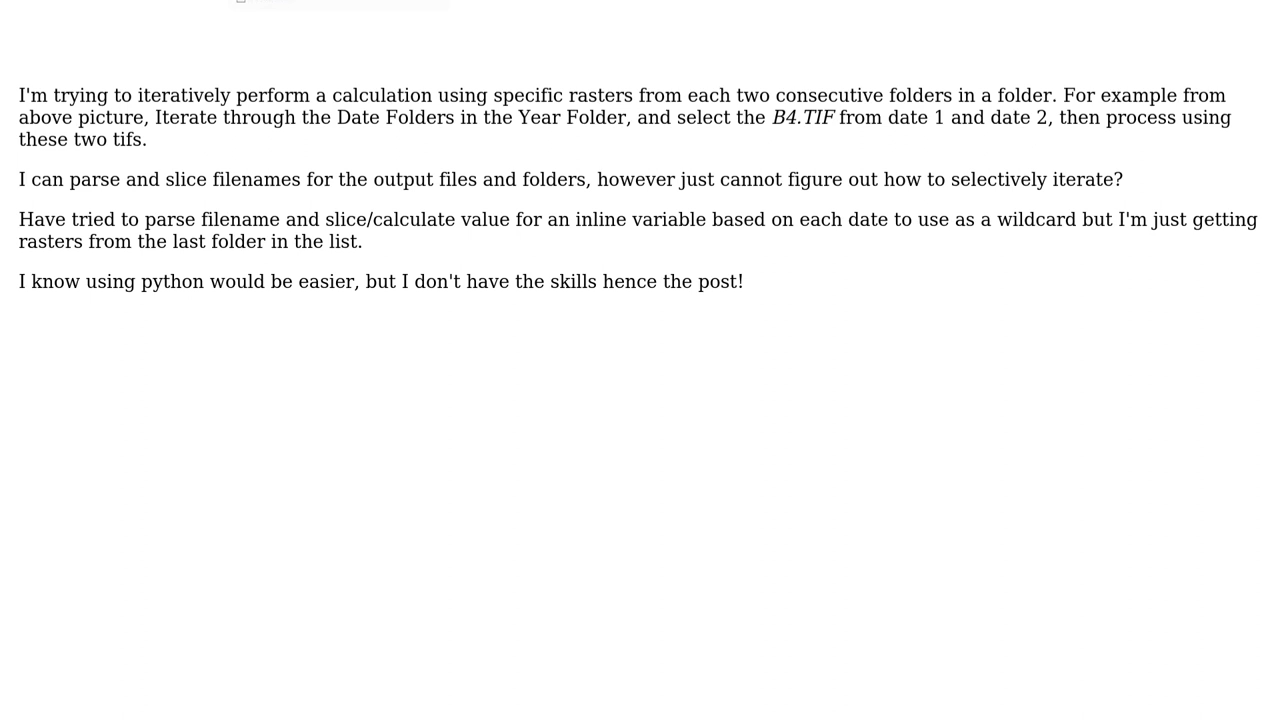 I'm trying to iteratively perform a calculation using specific rasters from each two consecutive folders in a folder. For example from
above picture, Iterate through the Date Folders in the Year Folder, and select the B4.TIF from date 1 and date 2, then process using
these two tifs.
I can parse and slice filenames for the output files and folders, however just cannot figure out how to selectively iterate?
Have tried to parse filename and slice/calculate value for an inline variable based on each date to use as a wildcard but I'm just getting
rasters from the last folder in the list.
I know using python would be easier, but I don't have the skills hence the post!